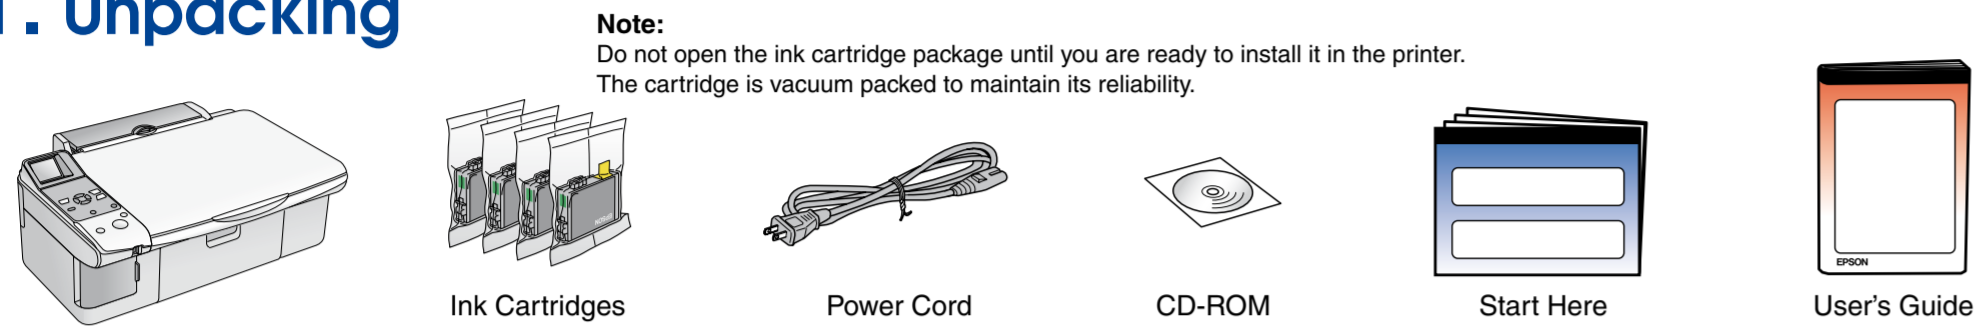 1. Unpacking
Note:
Do not open the ink cartridge package until you are ready to install it in the printer.
The cartridge is vacuum packed to maintain its reliability.
EPSON
EPSON
Ink Cartridges
Power Cord
CD-ROM
Start Here
User’s Guide